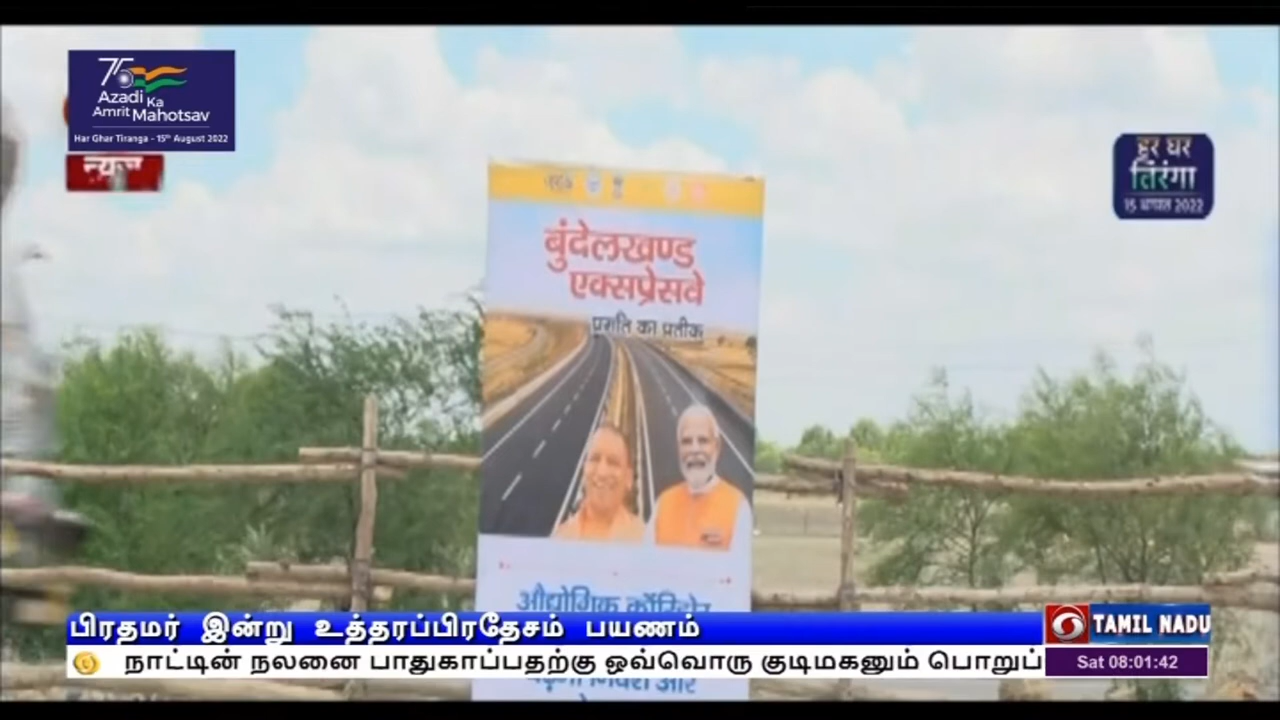 75
Azadi Ka
Amrit Mahotsav
Har Ghar Tiranga - 15th August 2022
न्यूज़
हर घर
तिरंगा
15 अगस्त 2022
बुंदेलखण्ड
एक्सप्रेसवे
प्रगति का प्रतीक
औद्योगिक कॉरिडोर
பிரதமர் இன்று உத்தரப்பிரதேசம் பயணம்
TAMIL NADU
நாட்டின் நலனை பாதுகாப்பதற்கு ஒவ்வொரு குடிமகனும் பொறுப்
Sat 08:01:42